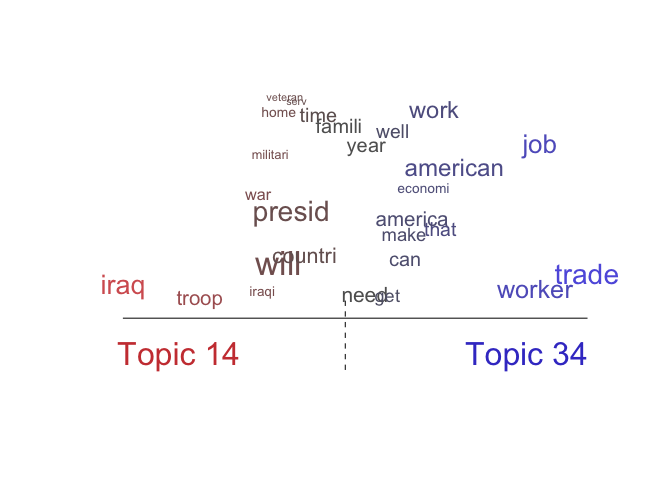 veteran
serv
home
time
work
famili
well
year
job
militari
american
economi
war
presid
america
that
make
countri
will
can
iraq
troop
iraqi
need
get
worker
trade
Topic 14
Topic 34